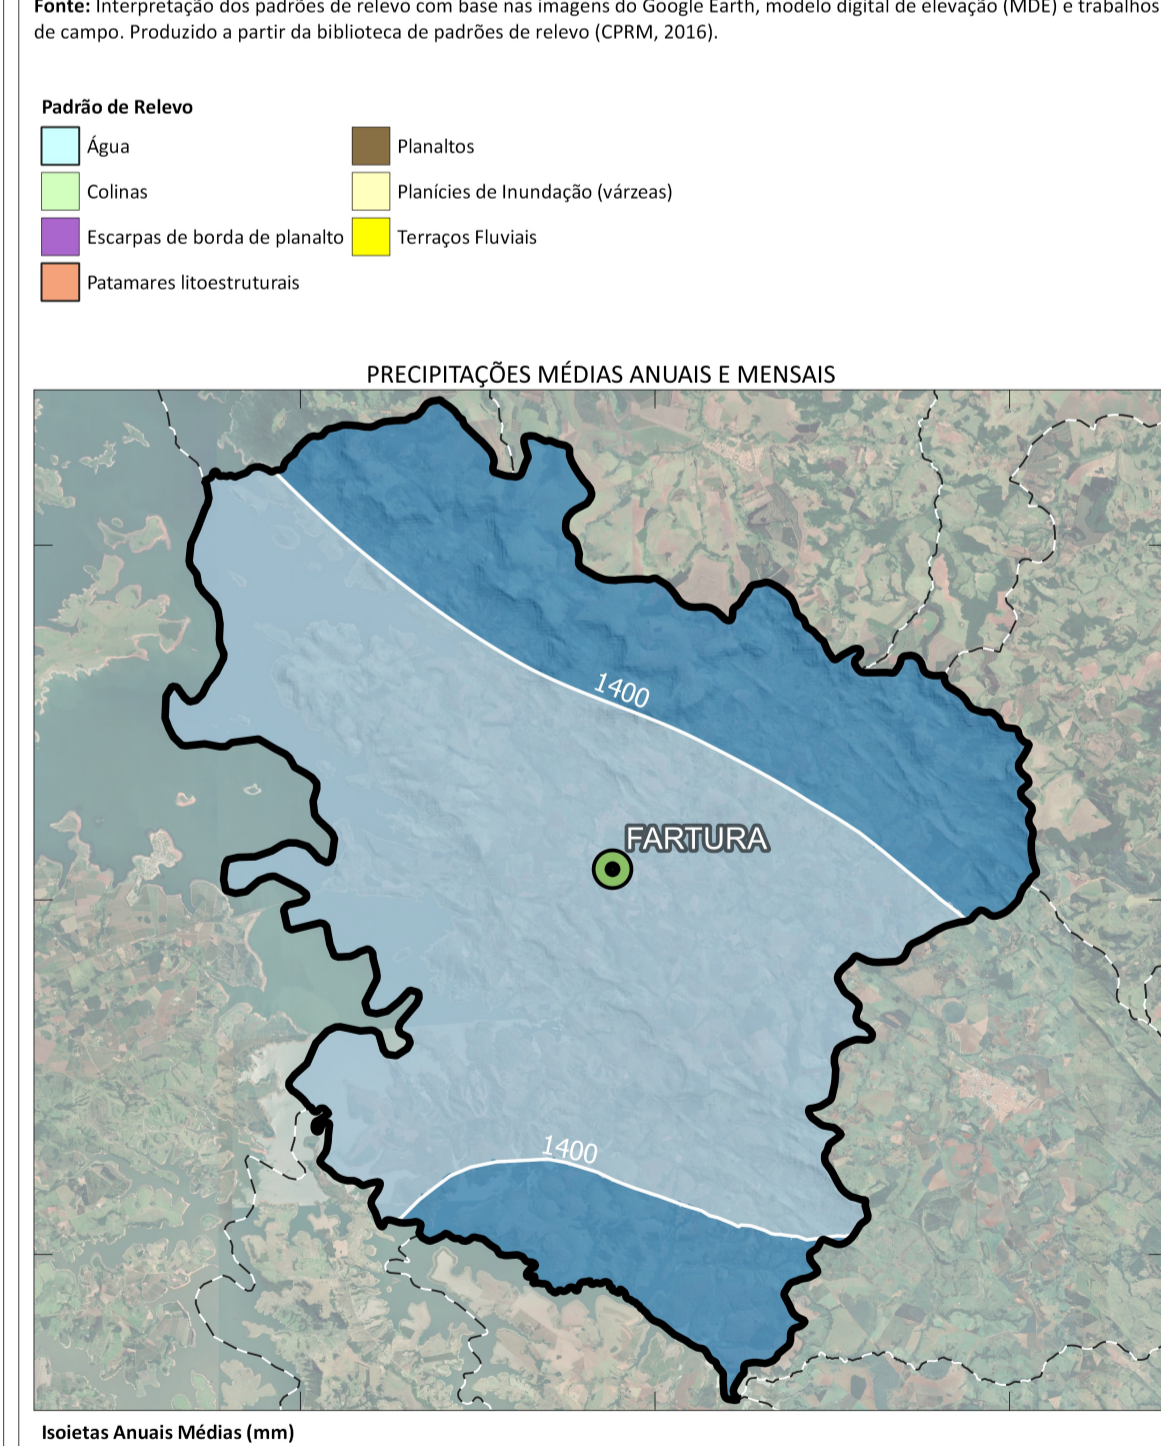 Fonte: Interpretação dos padrões de relevo com base nas imagens do Google Earth, modelo digital de elevação (MDE) e trabalhos
de campo. Produzido a partir da biblioteca de padrões de relevo (CPRM, 2016).
Padrão de Relevo
Água
Colinas
Escarpas de borda de planalto
Patamares litoestruturais
Planaltos
Planícies de Inundação (várzeas)
Terraços Fluviais
PRECIPITAÇÕES MÉDIAS ANUAIS E MENSAIS
1400
FARTURA
1400
Isoietas Anuais Médias (mm)